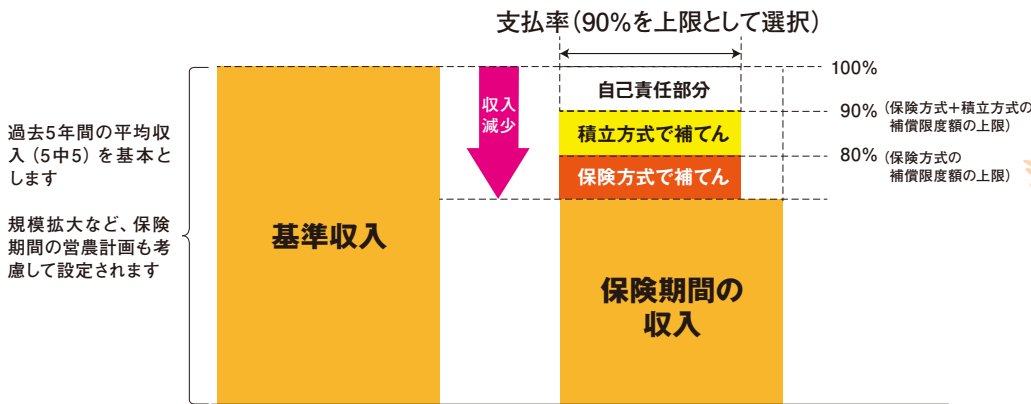 支払率（90%を上限として選択）
100%
自己責任部分
収入
減少
90%
（保険方式＋積立方式の
補償限度額の上限）
過去5年間の平均収
入（5中5）を基本と
します
積立方式で補てん
80%
（保険方式の
補償限度額の上限）
保険方式で補てん
規模拡大など、保険
期間の営農計画も考
慮して設定されます
基準収入
保険期間の
収入